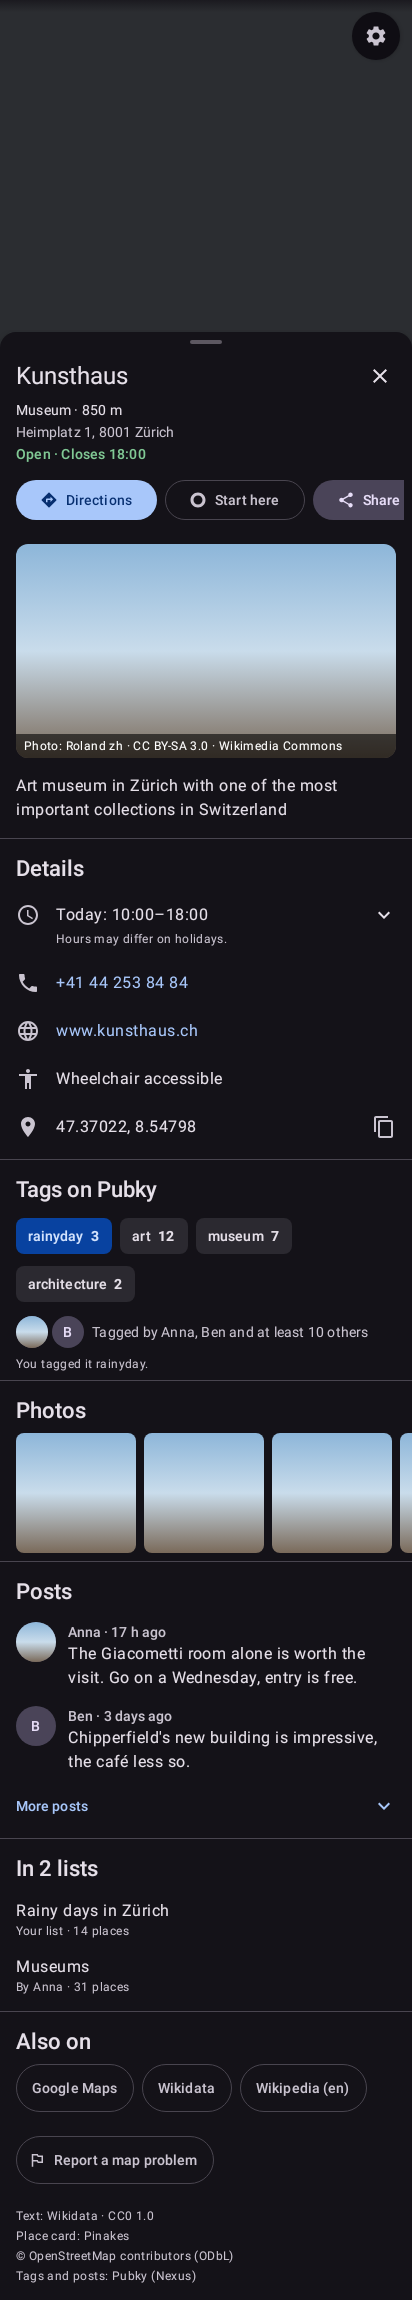 Kunsthaus
Museum · 850 m
Heimplatz 1, 8001 Zürich
Open · Closes 18:00
Directions
Start here
Share
Photo: Roland zh · CC BY-SA 3.0 · Wikimedia Commons
Art museum in Zürich with one of the most
important collections in Switzerland
Details
Today: 10:00–18:00
Hours may differ on holidays.
+41 44 253 84 84
www.kunsthaus.ch
Wheelchair accessible
47.37022, 8.54798
Tags on Pubky
rainyday 3
art 12
museum 7
architecture 2
B
Tagged by Anna, Ben and at least 10 others
You tagged it rainyday.
Photos
Posts
Anna · 17 h ago
The Giacometti room alone is worth the
visit. Go on a Wednesday, entry is free.
B
Ben · 3 days ago
Chipperfield's new building is impressive,
the café less so.
More posts
In 2 lists
Rainy days in Zürich
Your list · 14 places
Museums
By Anna · 31 places
Also on
Google Maps
Wikidata
Wikipedia (en)
Report a map problem
Text: Wikidata · CC0 1.0
Place card: Pinakes
© OpenStreetMap contributors (ODbL)
Tags and posts: Pubky (Nexus)